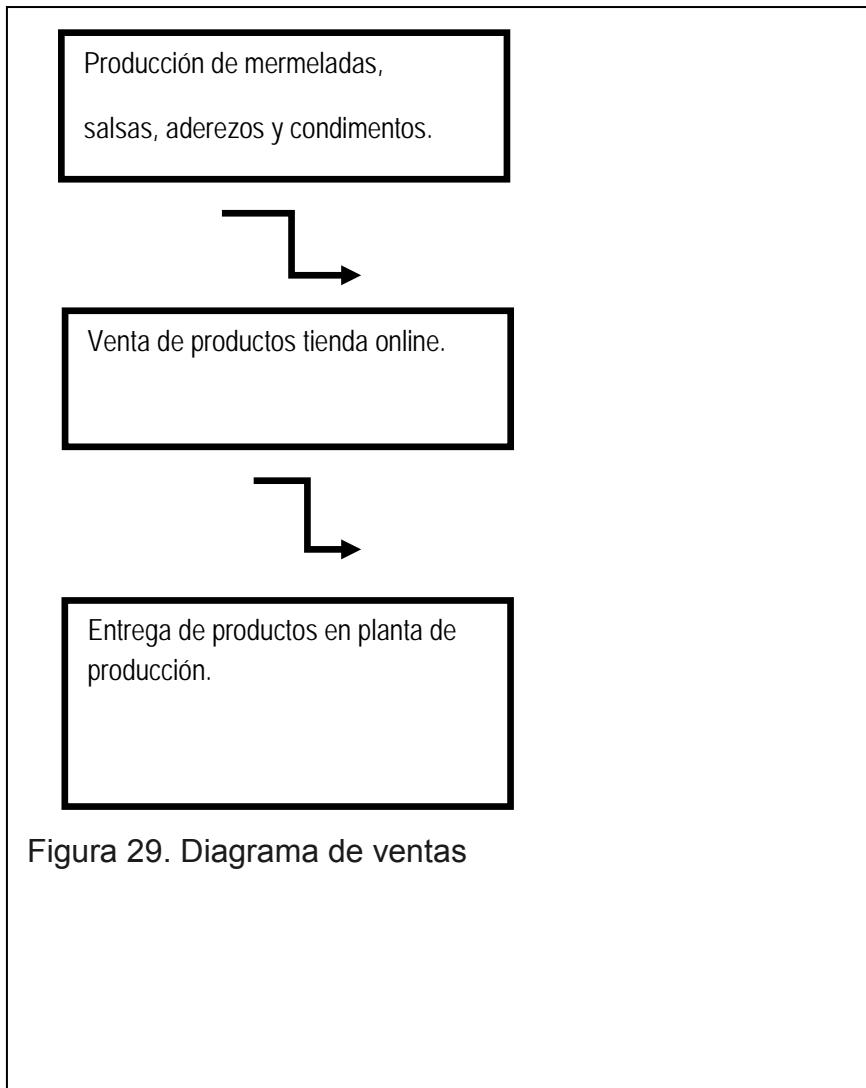 Producción de mermeladas,
salsas, aderezos y condimentos.
Venta de productos tienda online.
Entrega de productos en planta de
producción.
Figura 29. Diagrama de ventas